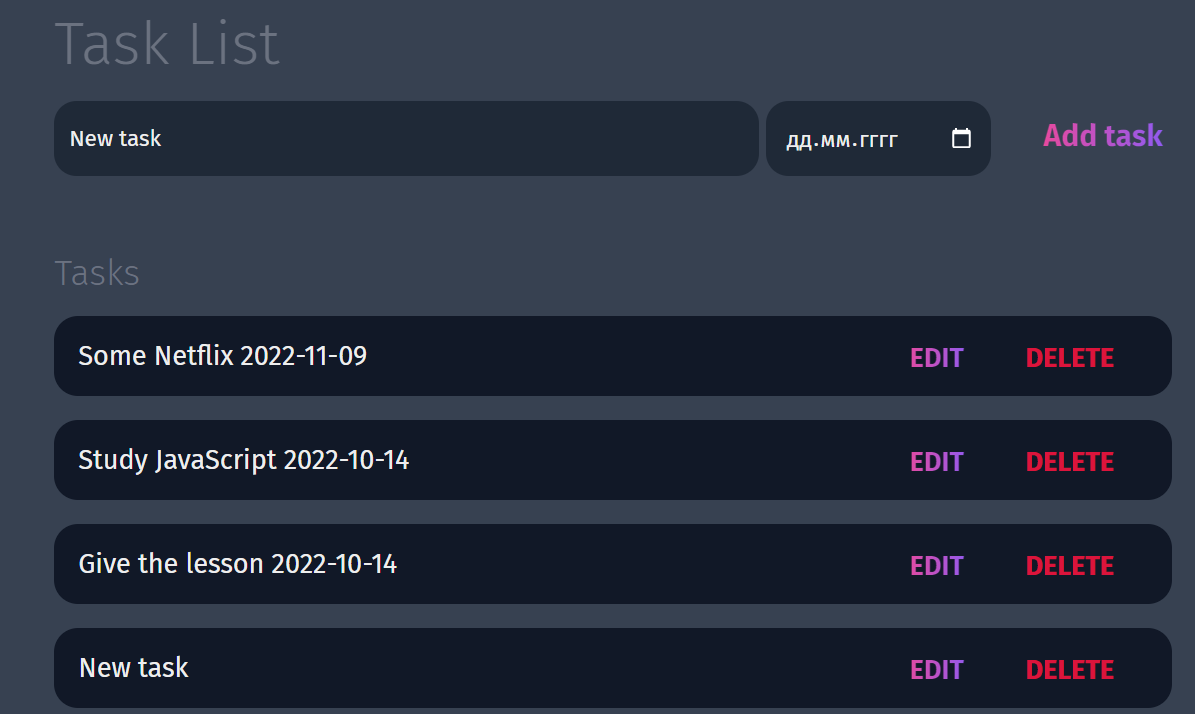 Task List
New task дд.мм.гггг Add task
Tasks
Some Netflix 2022-11-09 EDIT DELETE
Study JavaScript 2022-10-14 EDIT DELETE
Give the lesson 2022-10-14 EDIT DELETE
New task EDIT DELETE